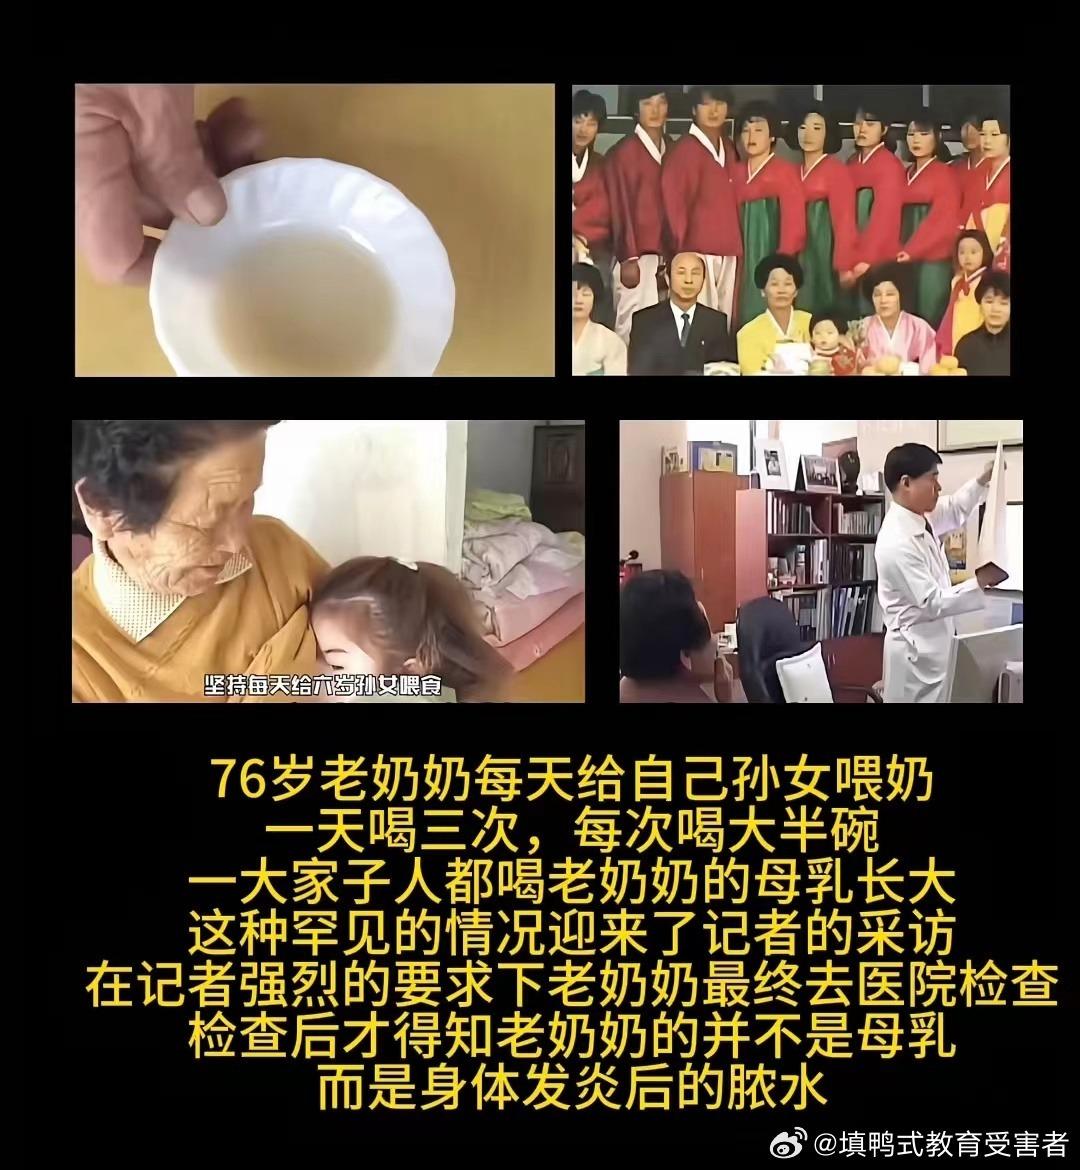 坚持每天给六岁孙女喂食
76岁老奶奶每天给自己孙女喂奶
一天喝三次，每次喝大半碗
一大家子人都喝老奶奶的母乳长大
这种罕见的情况迎来了记者的采访
在记者强烈的要求下老奶奶最终去医院检查
检查后才得知老奶奶的并不是母乳
而是身体发炎后的脓水
@填鸭式教育受害者